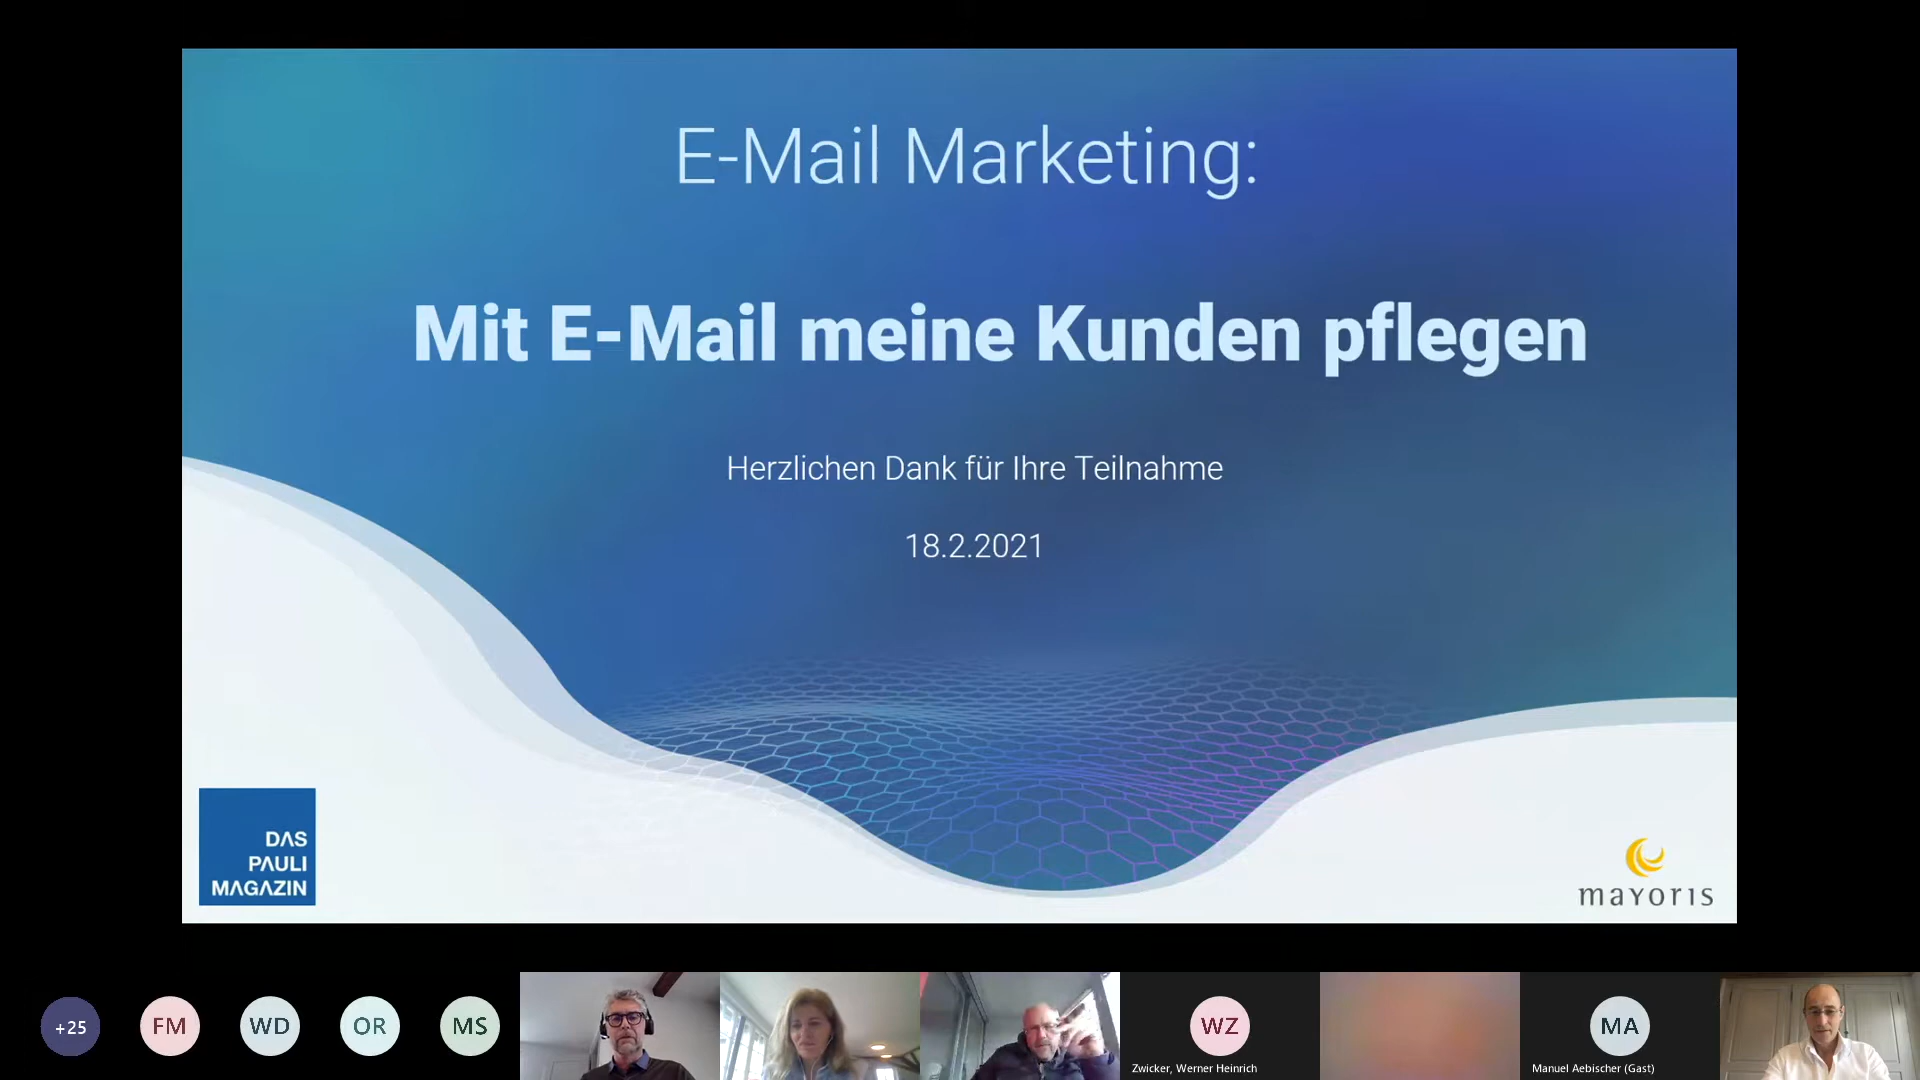 E-Mail Marketing:
Mit E-Mail meine Kunden pflegen
Herzlichen Dank für Ihre Teilnahme
18.2.2021
DAS
PAULI
MAGAZIN
mayoris
+25
FM
WD
OR
MS
WZ
Zwicker, Werner Heinrich
MA
Manuel Aebischer (Gast)